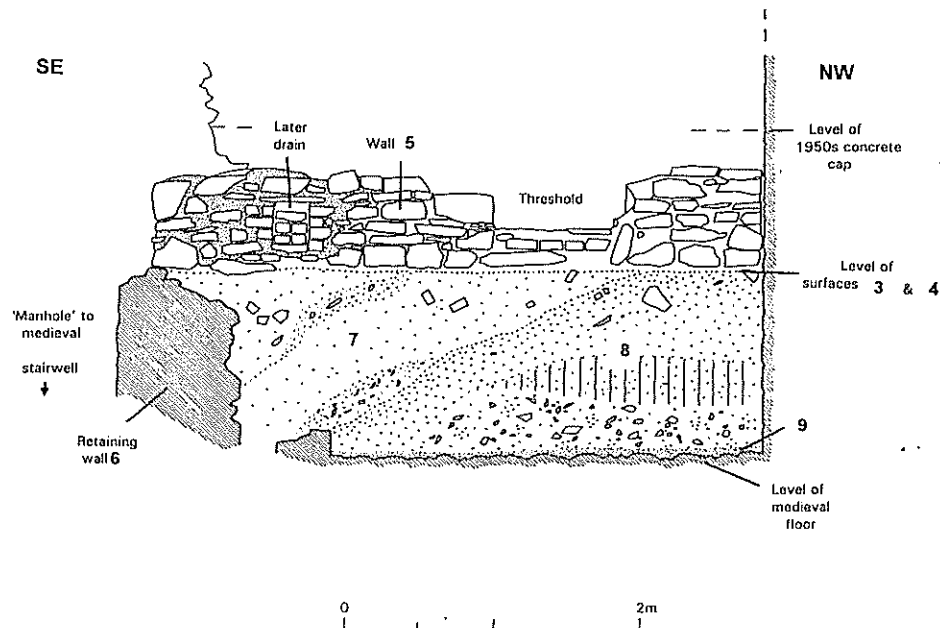 SE
NW
Later
drain
Wall 5
Threshold
Level of
1950s concrete
cap
Level of
surfaces 3 & 4
'Manhole' to
medieval
stairwell
7
8
9
Retaining
wall 6
Level of
medieval
floor
0
2m